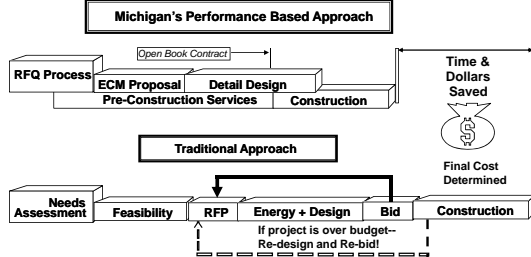 Michigan's Performance Based Approach
Open Book Contract
RFQ Process
ECM Proposal
Detail Design
Pre-Construction Services
Construction
Time &
Dollars
Saved
$
Traditional Approach
Final Cost
Determined
Needs
Assessment
Feasibility
RFP
Energy + Design
Bid
Construction
If project is over budget--
Re-design and Re-bid!